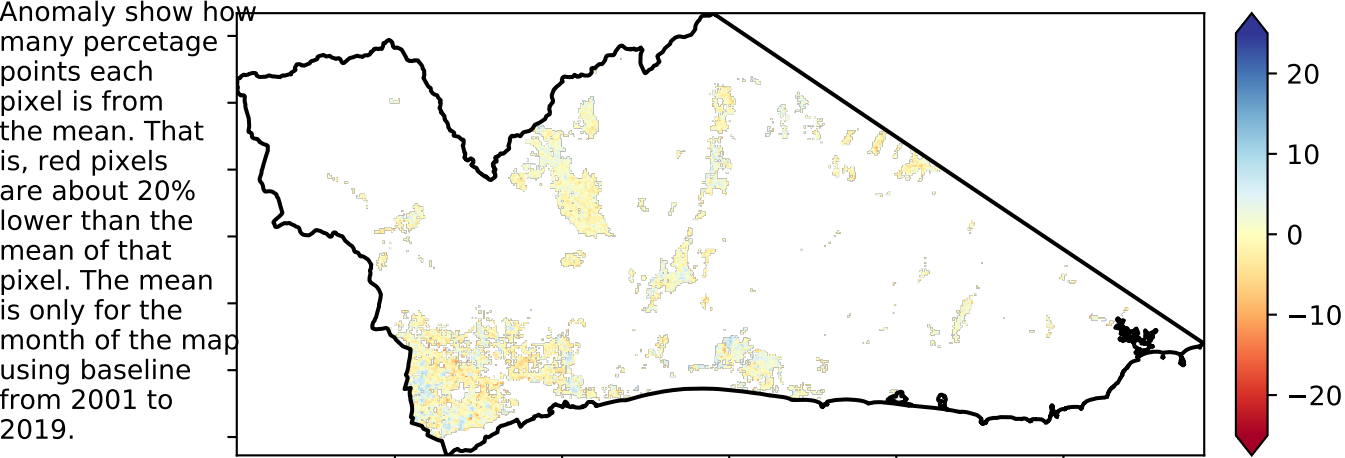 Anomaly show how
many percetage
points each
pixel is from
the mean. That
is, red pixels
are about 20%
lower than the
mean of that
pixel. The mean
is only for the
month of the map
using baseline
from 2001 to
2019.
20
10
0
−10
−20